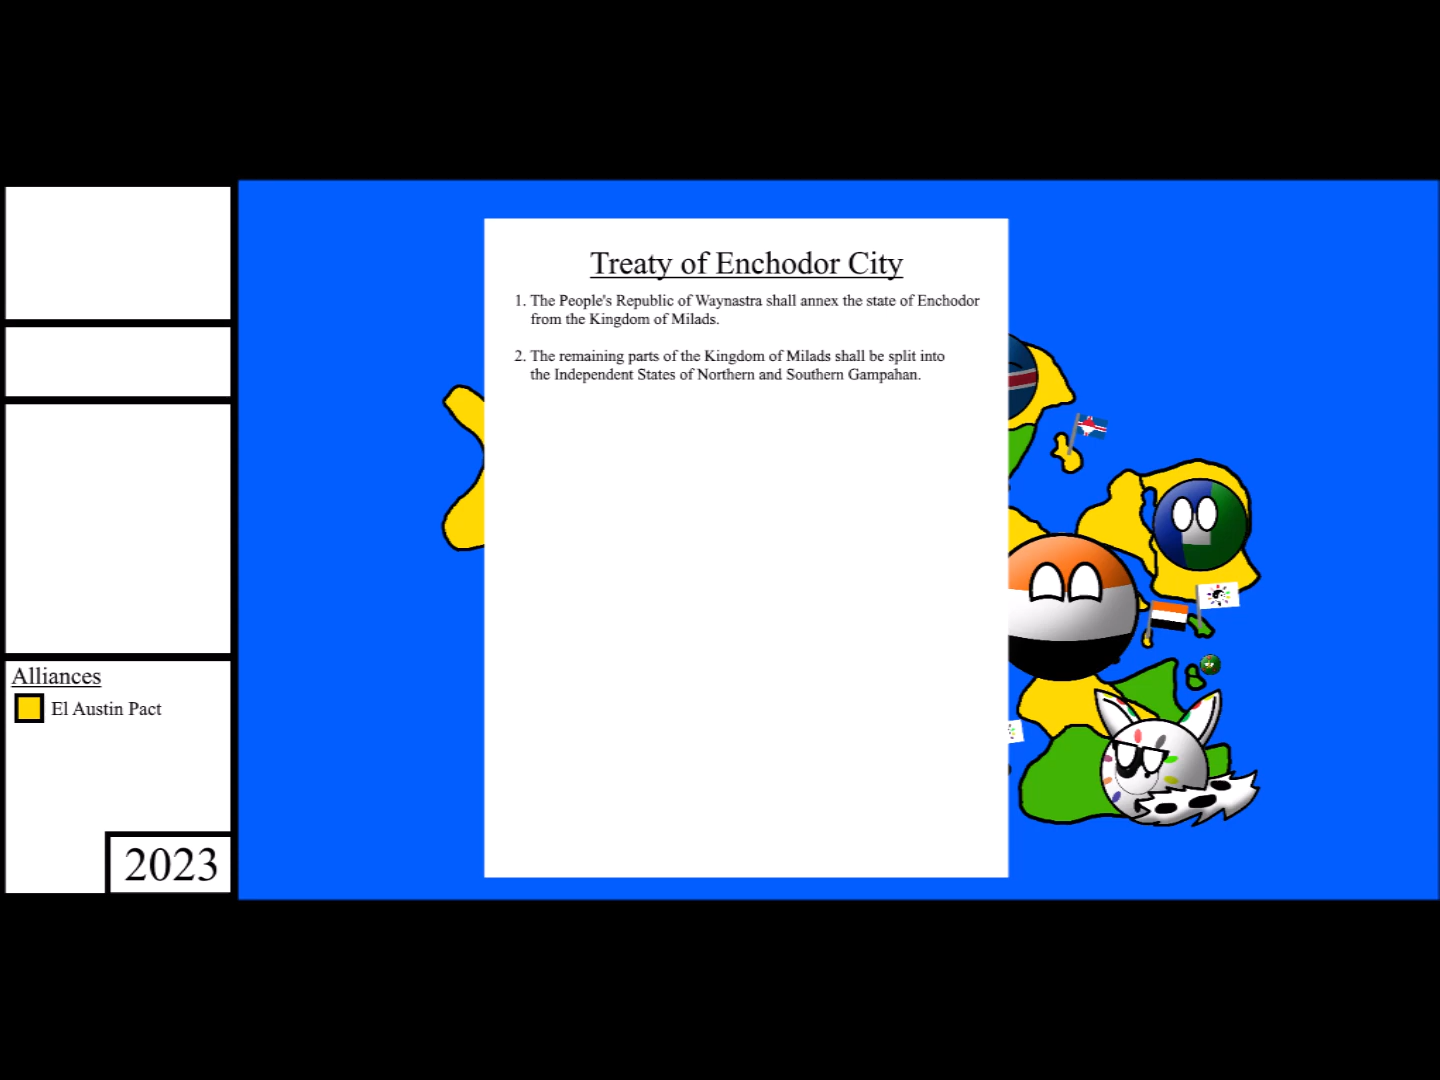 Treaty of Enchodor City
1. The People's Republic of Waynastra shall annex the state of Enchodor
from the Kingdom of Milads.
2. The remaining parts of the Kingdom of Milads shall be split into
the Independent States of Northern and Southern Gampahan.
Alliances
El Austin Pact
2023